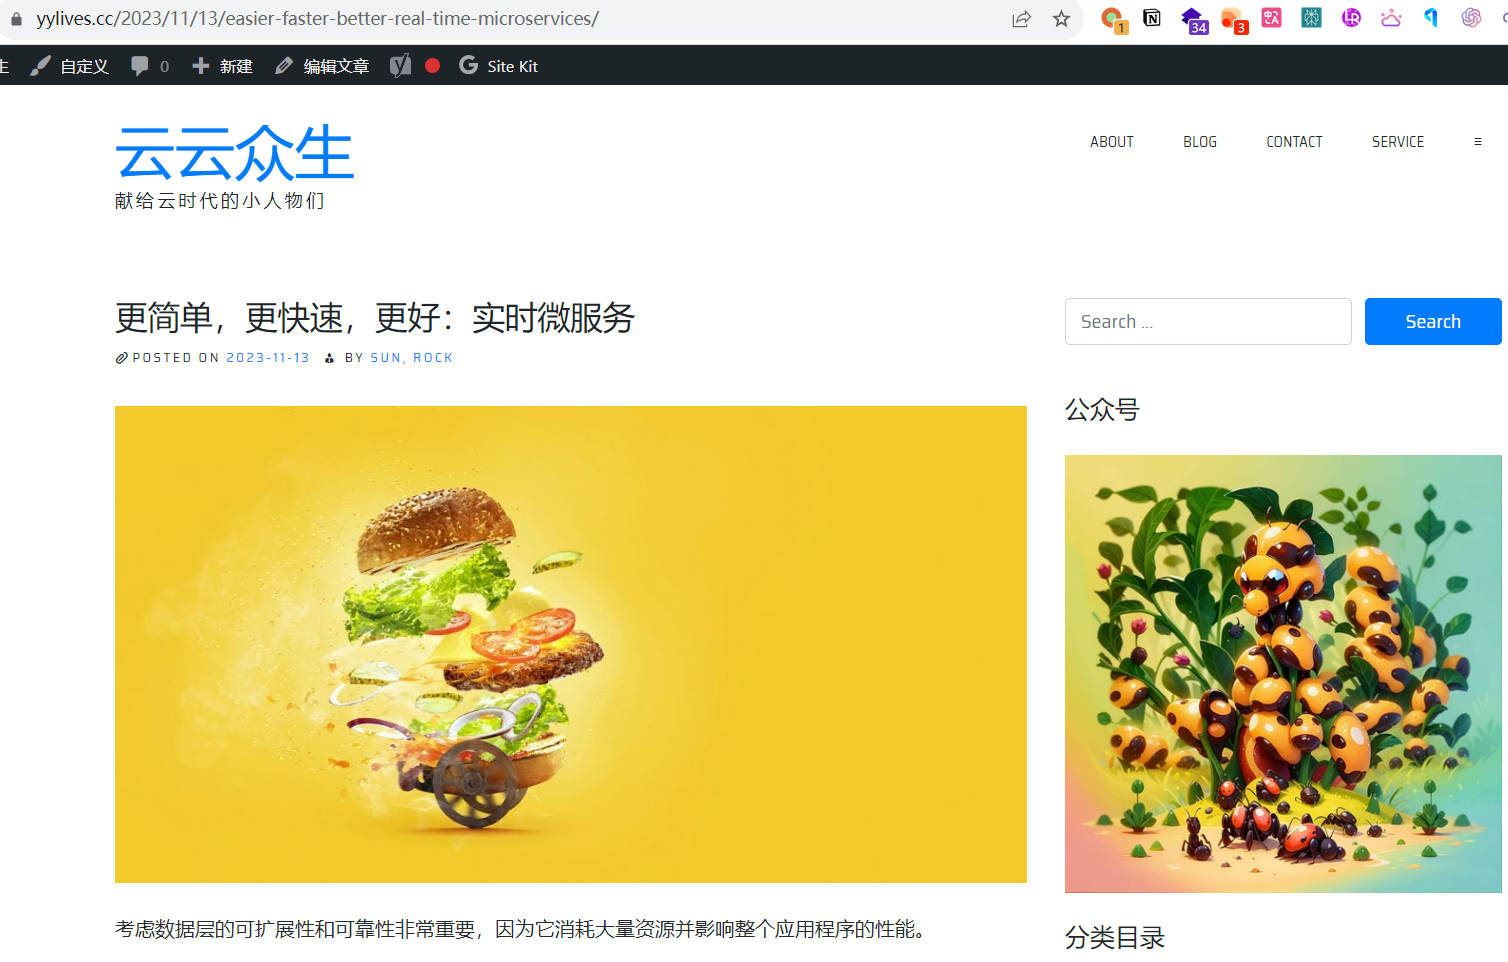 yylives.cc/2023/11/13/easier-faster-better-real-time-microservices/
1
34
3
自定义 0 新建 编辑文章 Site Kit
云云众生
献给云时代的小人物们
ABOUT BLOG CONTACT SERVICE
更简单，更快速，更好：实时微服务
POSTED ON 2023-11-13 BY SUN, ROCK
Search ... Search
公众号
考虑数据层的可扩展性和可靠性非常重要，因为它消耗大量资源并影响整个应用程序的性能。
分类目录